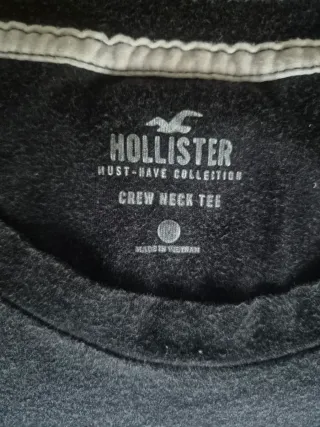 HOLLISTER
MUST-HAVE COLLECTION
CREW NECK TEE
MADE IN VIETNAM